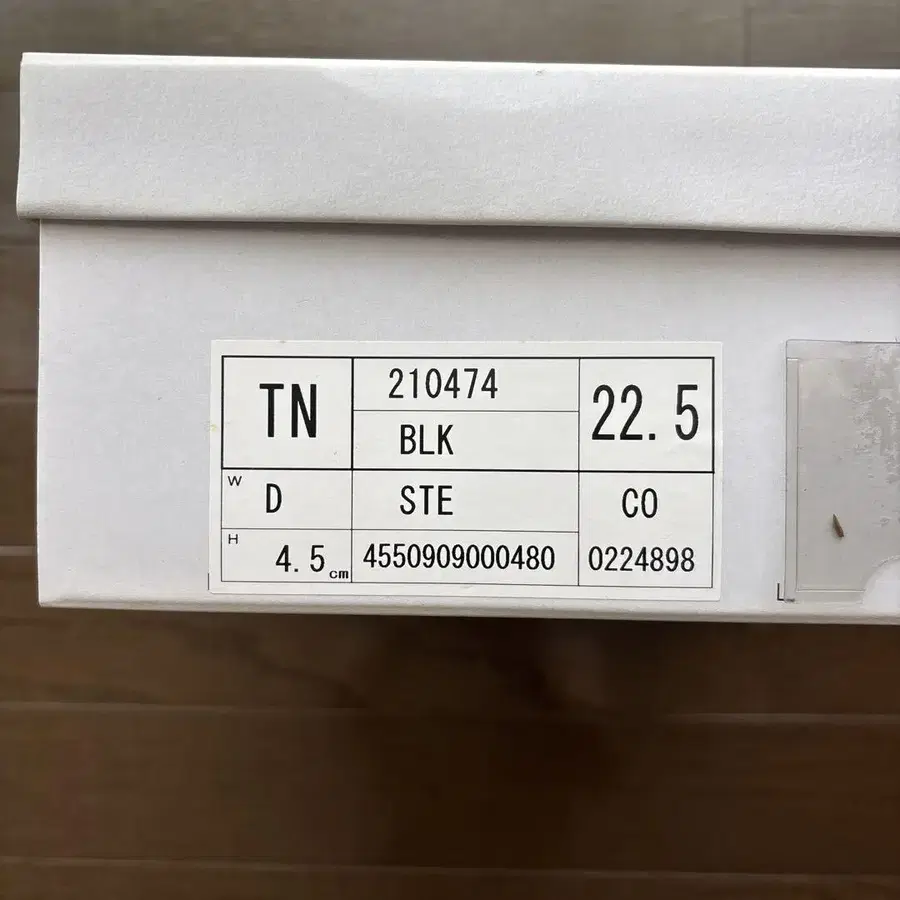 TN
210474
BLK
22.5
W
D
STE
CO
H
4.5cm
4550909000480
0224898